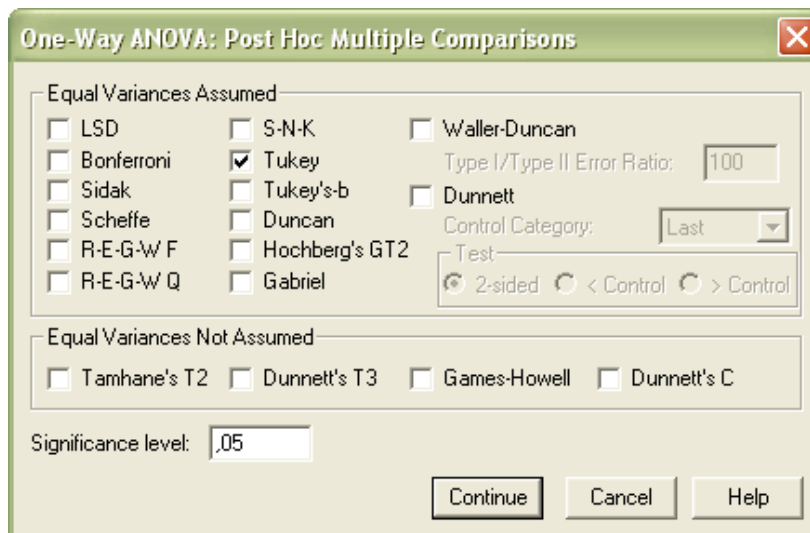 One-Way ANOVA: Post Hoc Multiple Comparisons
Equal Variances Assumed
LSD S-N-K Waller-Duncan
Bonferroni Tukey Type I/Type II Error Ratio: 100
Sidak Tukey's-b Dunnett
Scheffe Duncan Control Category: Last
R-E-G-W F Hochberg's GT2 Test
R-E-G-W Q Gabriel 2-sided < Control > Control
Equal Variances Not Assumed
Tamhane's T2 Dunnett's T3 Games-Howell Dunnett's C
Significance level: ,05
Continue Cancel Help